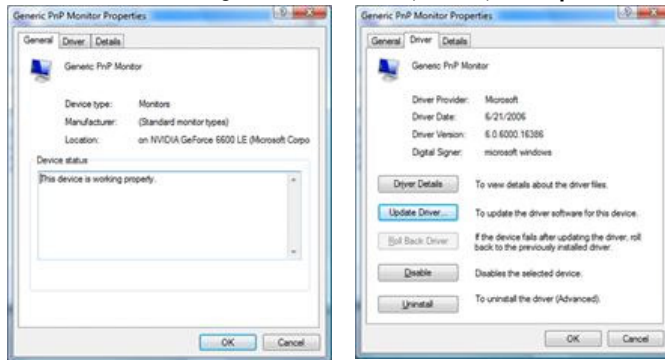 Generic PnP Monitor Properties
General Driver Details
Generic PnP Monitor
Device type: Monitors
Manufacturer: (Standard monitor types)
Location: on NVIDIA GeForce 6600 LE (Microsoft Corpo
Device status
This device is working properly.
OK Cancel
Generic PnP Monitor Properties
General Driver Details
Generic PnP Monitor
Driver Provider: Microsoft
Driver Date: 6/21/2006
Driver Version: 6.0.6000.16386
Digital Signer: microsoft windows
Driver Details To view details about the driver files.
Update Driver... To update the driver software for this device.
Roll Back Driver If the device fails after updating the driver, roll
back to the previously installed driver.
Disable Disables the selected device.
Uninstall To uninstall the driver (Advanced).
OK Cancel